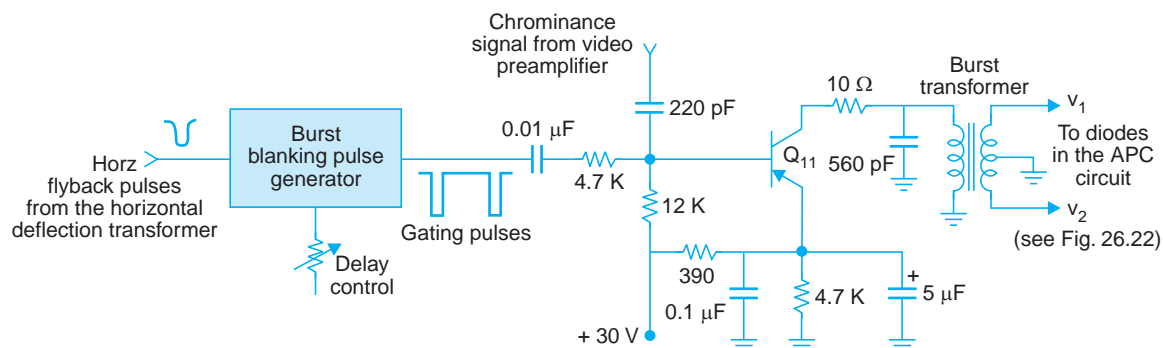 Chrominance
signal from video
preamplifier
220 pF
10 Ω
Burst
transformer
v1
0.01 μF
Burst
blanking pulse
generator
Q11
560 pF
To diodes
in the APC
circuit
Horz
flyback pulses
from the horizontal
deflection transformer
4.7 K
12 K
v2
(see Fig. 26.22)
Gating pulses
Delay
control
390
0.1 μF
4.7 K
+
5 μF
+ 30 V